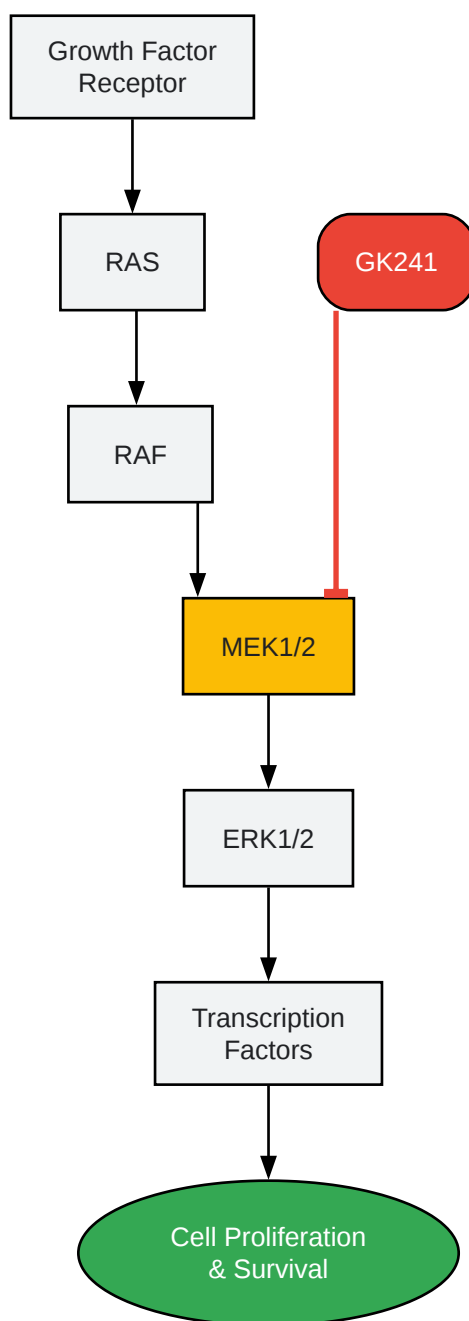 Growth Factor
Receptor
RAS
GK241
RAF
MEK1/2
ERK1/2
Transcription
Factors
Cell Proliferation
& Survival